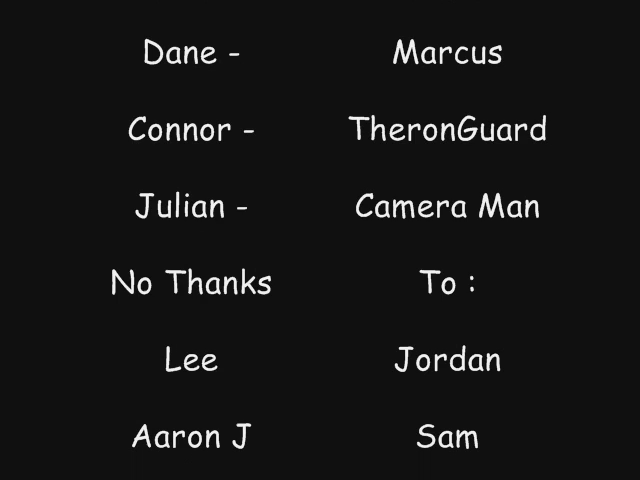 Dane - Marcus
Connor - TheronGuard
Julian - Camera Man
No Thanks To :
Lee Jordan
Aaron J Sam